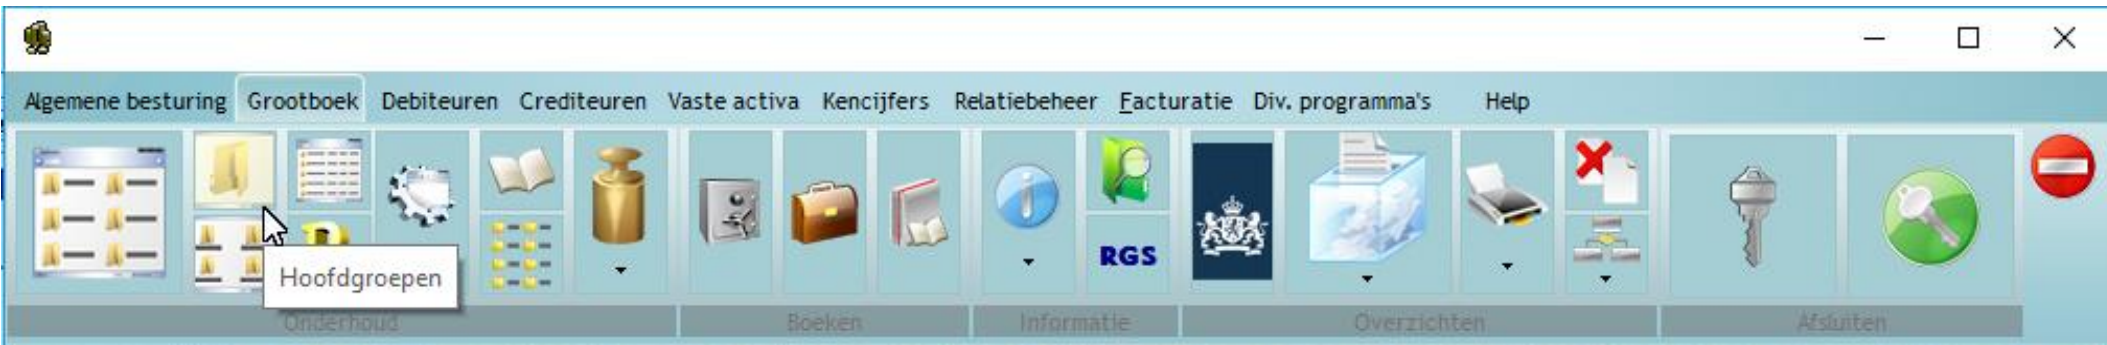 Algemene besturing Grootboek Debiteuren Crediteuren Vaste activa Kencijfers Relatiebeheer Facturatie Div. programma's Help
RGS
Hoofdgroepen
Onderhoud Boeken Informatie Overzichten Afsluiten